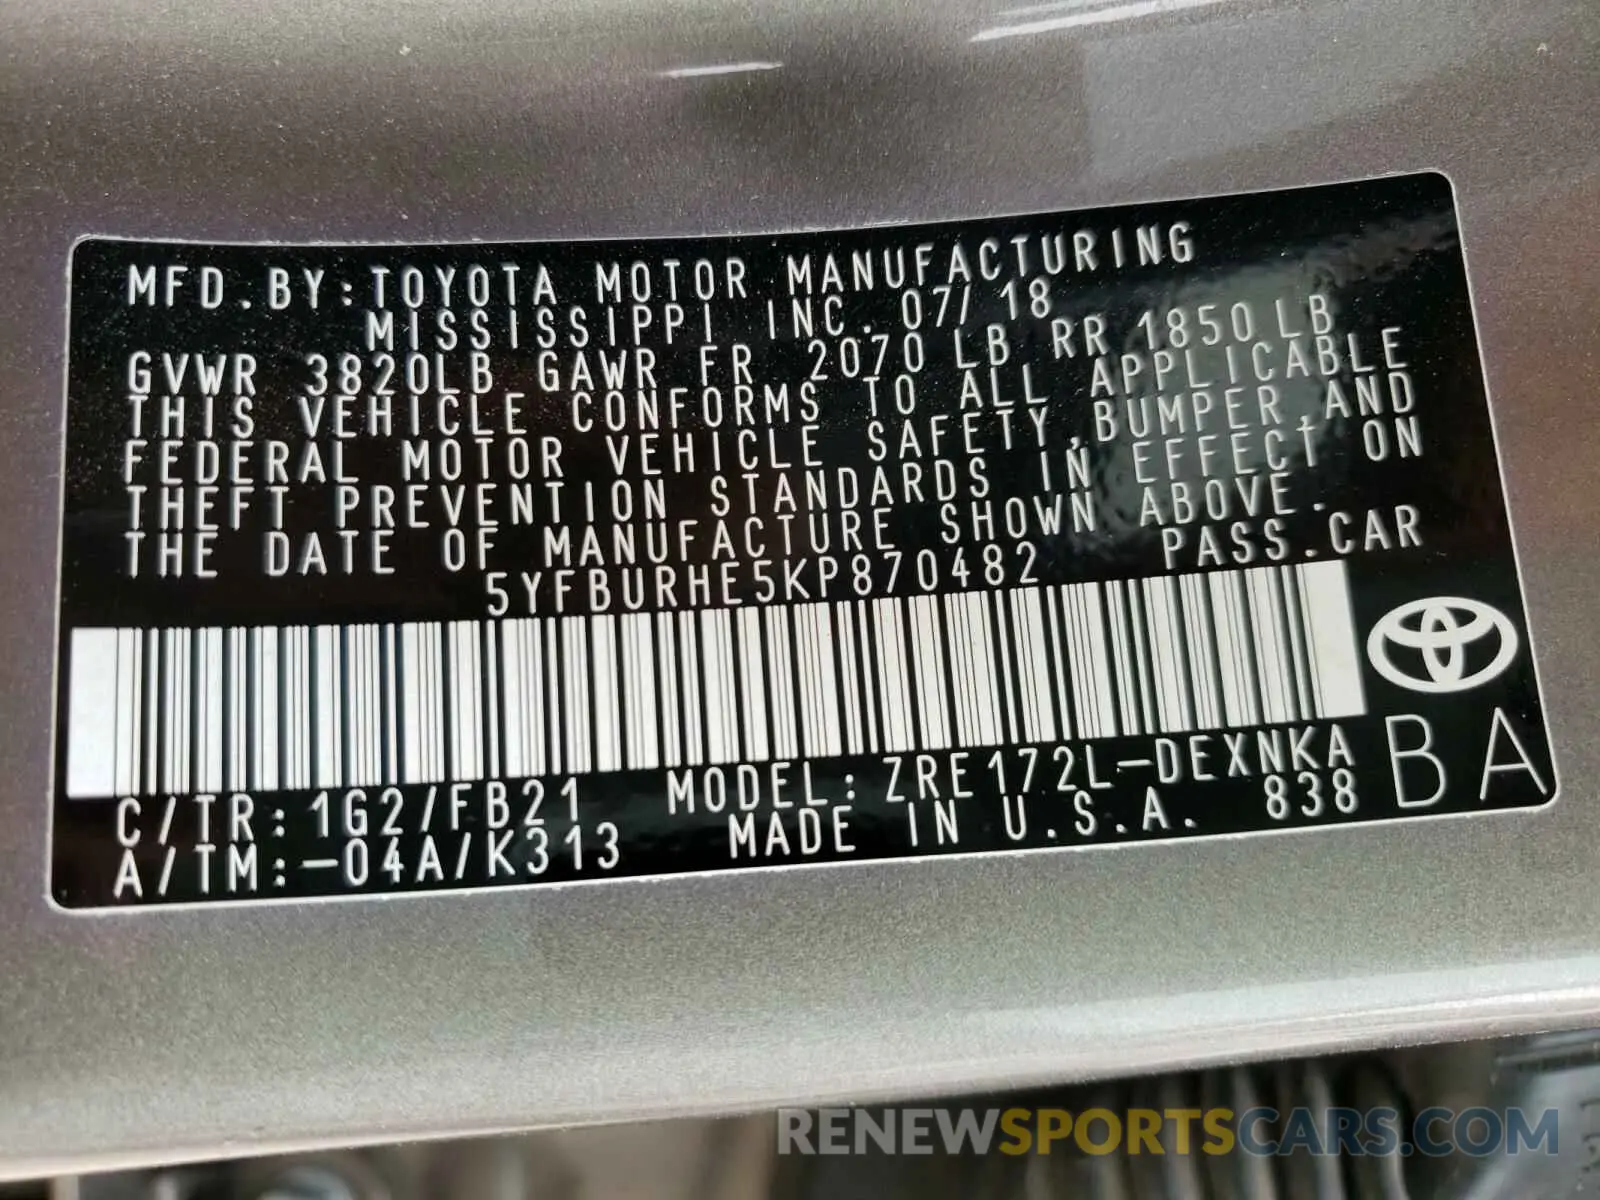 MFD.BY:TOYOTA MOTOR MANUFACTURING
MISSISSIPPI INC. 07/18
GVWR 3820LB GAWR FR 2070 LB RR 1850 LB
THIS VEHICLE CONFORMS TO ALL APPLICABLE
FEDERAL MOTOR VEHICLE SAFETY,BUMPER,AND
THEFT PREVENTION STANDARDS IN EFFECT ON
THE DATE OF MANUFACTURE SHOWN ABOVE.
5YFBURHE5KP870482 PASS.CAR
C/TR:1G2/FB21 MODEL:ZRE172L-DEXNKA
A/TM:-04A/K313 MADE IN U.S.A. 838
BA
RENEWSPORTSCARS.COM